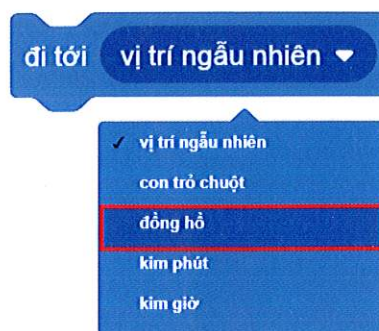 đi tới vị trí ngẫu nhiên
vị trí ngẫu nhiên
con trỏ chuột
đồng hồ
kim phút
kim giờ